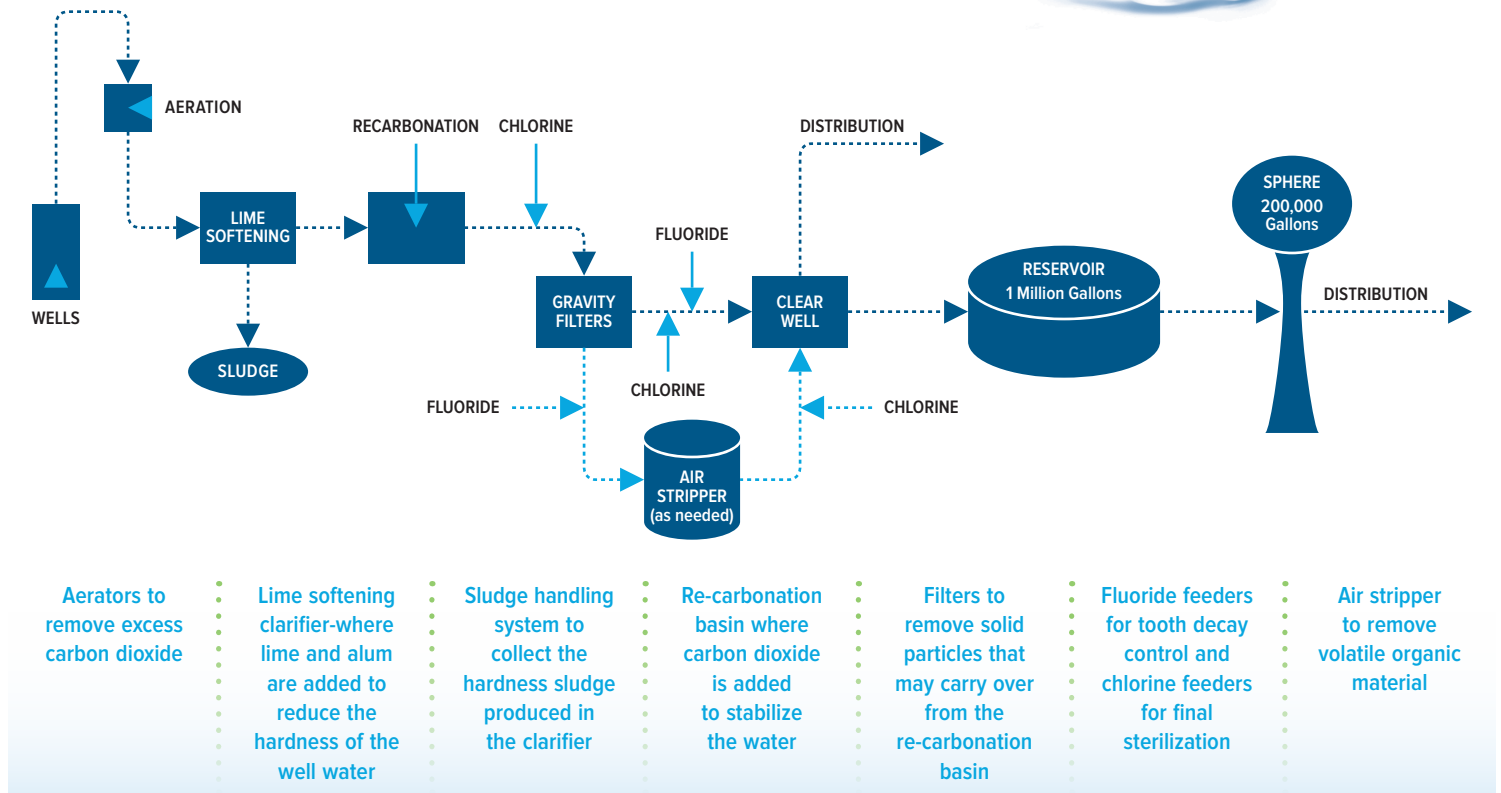 AERATION
RECARBONATION
CHLORINE
DISTRIBUTION
WELLS
LIME
SOFTENING
SLUDGE
FLUORIDE
GRAVITY
FILTERS
CLEAR
WELL
CHLORINE
FLUORIDE
CHLORINE
AIR
STRIPPER
(as needed)
RESERVOIR
1 Million Gallons
SPHERE
200,000
Gallons
DISTRIBUTION
Aerators to
remove excess
carbon dioxide
Lime softening
clarifier-where
lime and alum
are added to
reduce the
hardness of the
well water
Sludge handling
system to
collect the
hardness sludge
produced in
the clarifier
Re-carbonation
basin where
carbon dioxide
is added
to stabilize
the water
Filters to
remove solid
particles that
may carry over
from the
re-carbonation
basin
Fluoride feeders
for tooth decay
control and
chlorine feeders
for final
sterilization
Air stripper
to remove
volatile organic
material